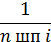 1
п шп і